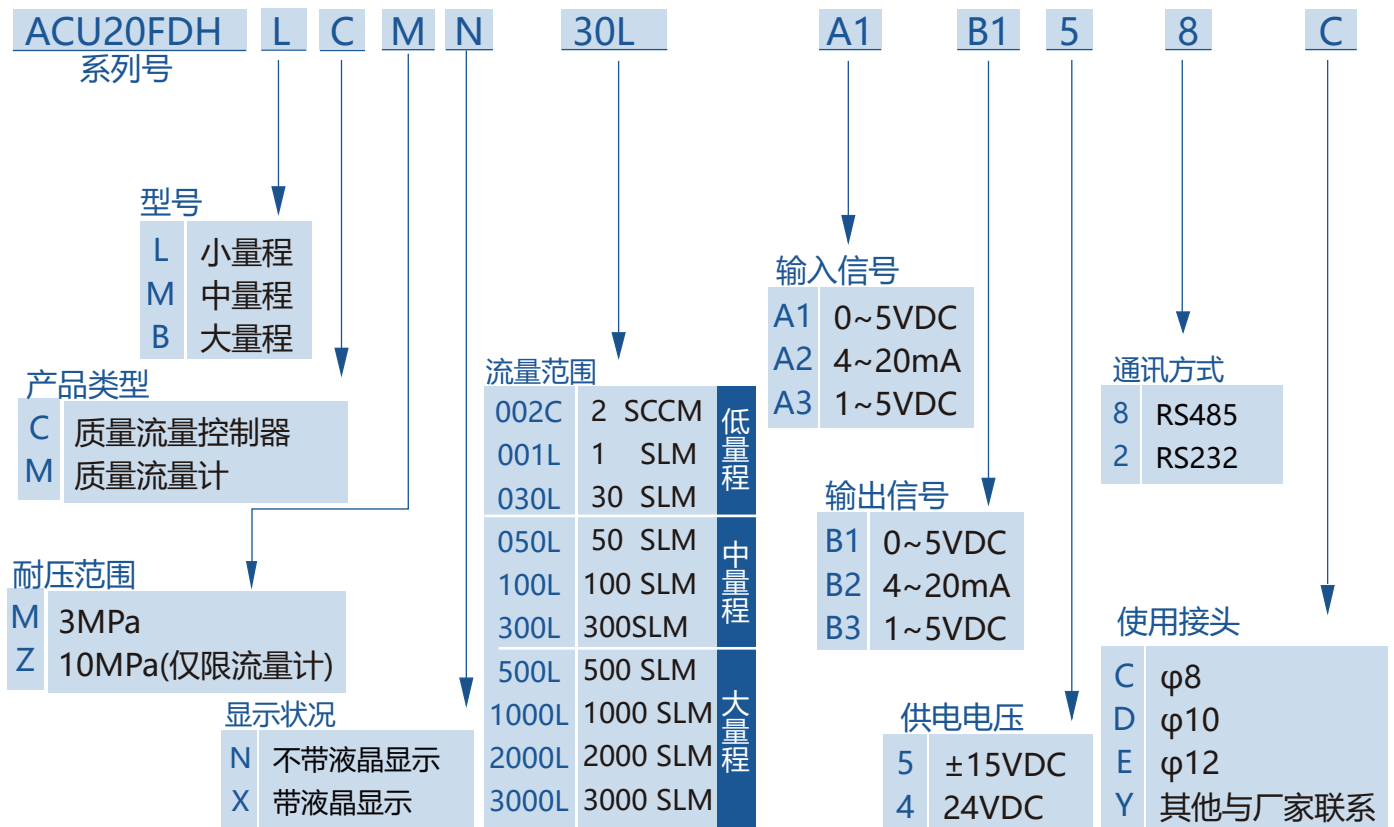 ACU20FDH L C M N 30L A1 B1 5 8 C
系列号
型号
L 小量程
M 中量程
B 大量程
产品类型
C 质量流量控制器
M 质量流量计
耐压范围
M 3MPa
Z 10MPa(仅限流量计)
显示状况
N 不带液晶显示
X 带液晶显示
流量范围
002C 2 SCCM
001L 1 SLM
030L 30 SLM
低量程
050L 50 SLM
100L 100 SLM
300L 300SLM
中量程
500L 500 SLM
1000L 1000 SLM
2000L 2000 SLM
3000L 3000 SLM
大量程
输入信号
A1 0~5VDC
A2 4~20mA
A3 1~5VDC
输出信号
B1 0~5VDC
B2 4~20mA
B3 1~5VDC
供电电压
5 ±15VDC
4 24VDC
通讯方式
8 RS485
2 RS232
使用接头
C φ8
D φ10
E φ12
Y 其他与厂家联系